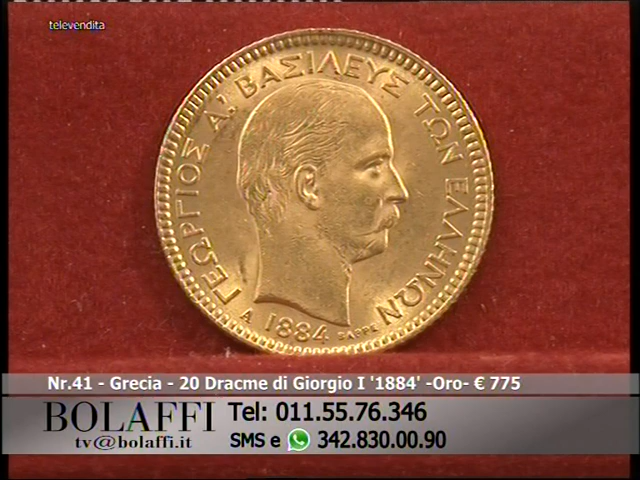 televendita
ΓΕΩΡΓΙΟΣ Α΄. ΒΑΣΙΛΕΥΣ ΤΩΝ ΕΛΛΗΝΩΝ
A 1884 BARRE
Nr.41 - Grecia - 20 Dracme di Giorgio I '1884' -Oro- € 775
BOLAFFI
tv@bolaffi.it
Tel: 011.55.76.346
SMS e 342.830.00.90